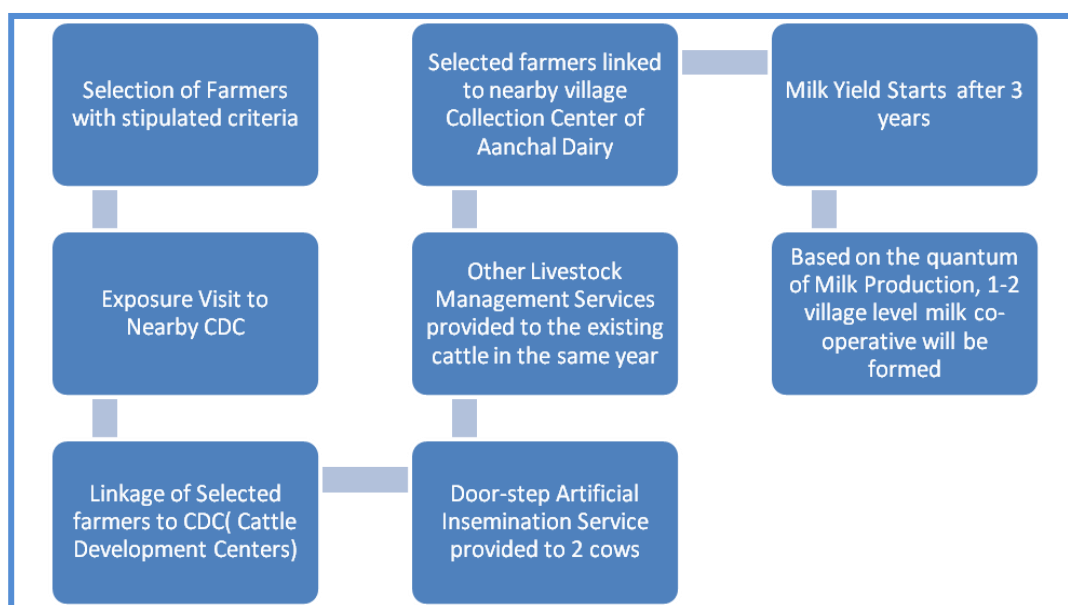 Selection of Farmers
with stipulated criteria
Exposure Visit to
Nearby CDC
Linkage of Selected
farmers to CDC( Cattle
Development Centers)
Door-step Artificial
Insemination Service
provided to 2 cows
Other Livestock
Management Services
provided to the existing
cattle in the same year
Selected farmers linked
to nearby village
Collection Center of
Aanchal Dairy
Milk Yield Starts after 3
years
Based on the quantum
of Milk Production, 1-2
village level milk co-
operative will be
formed